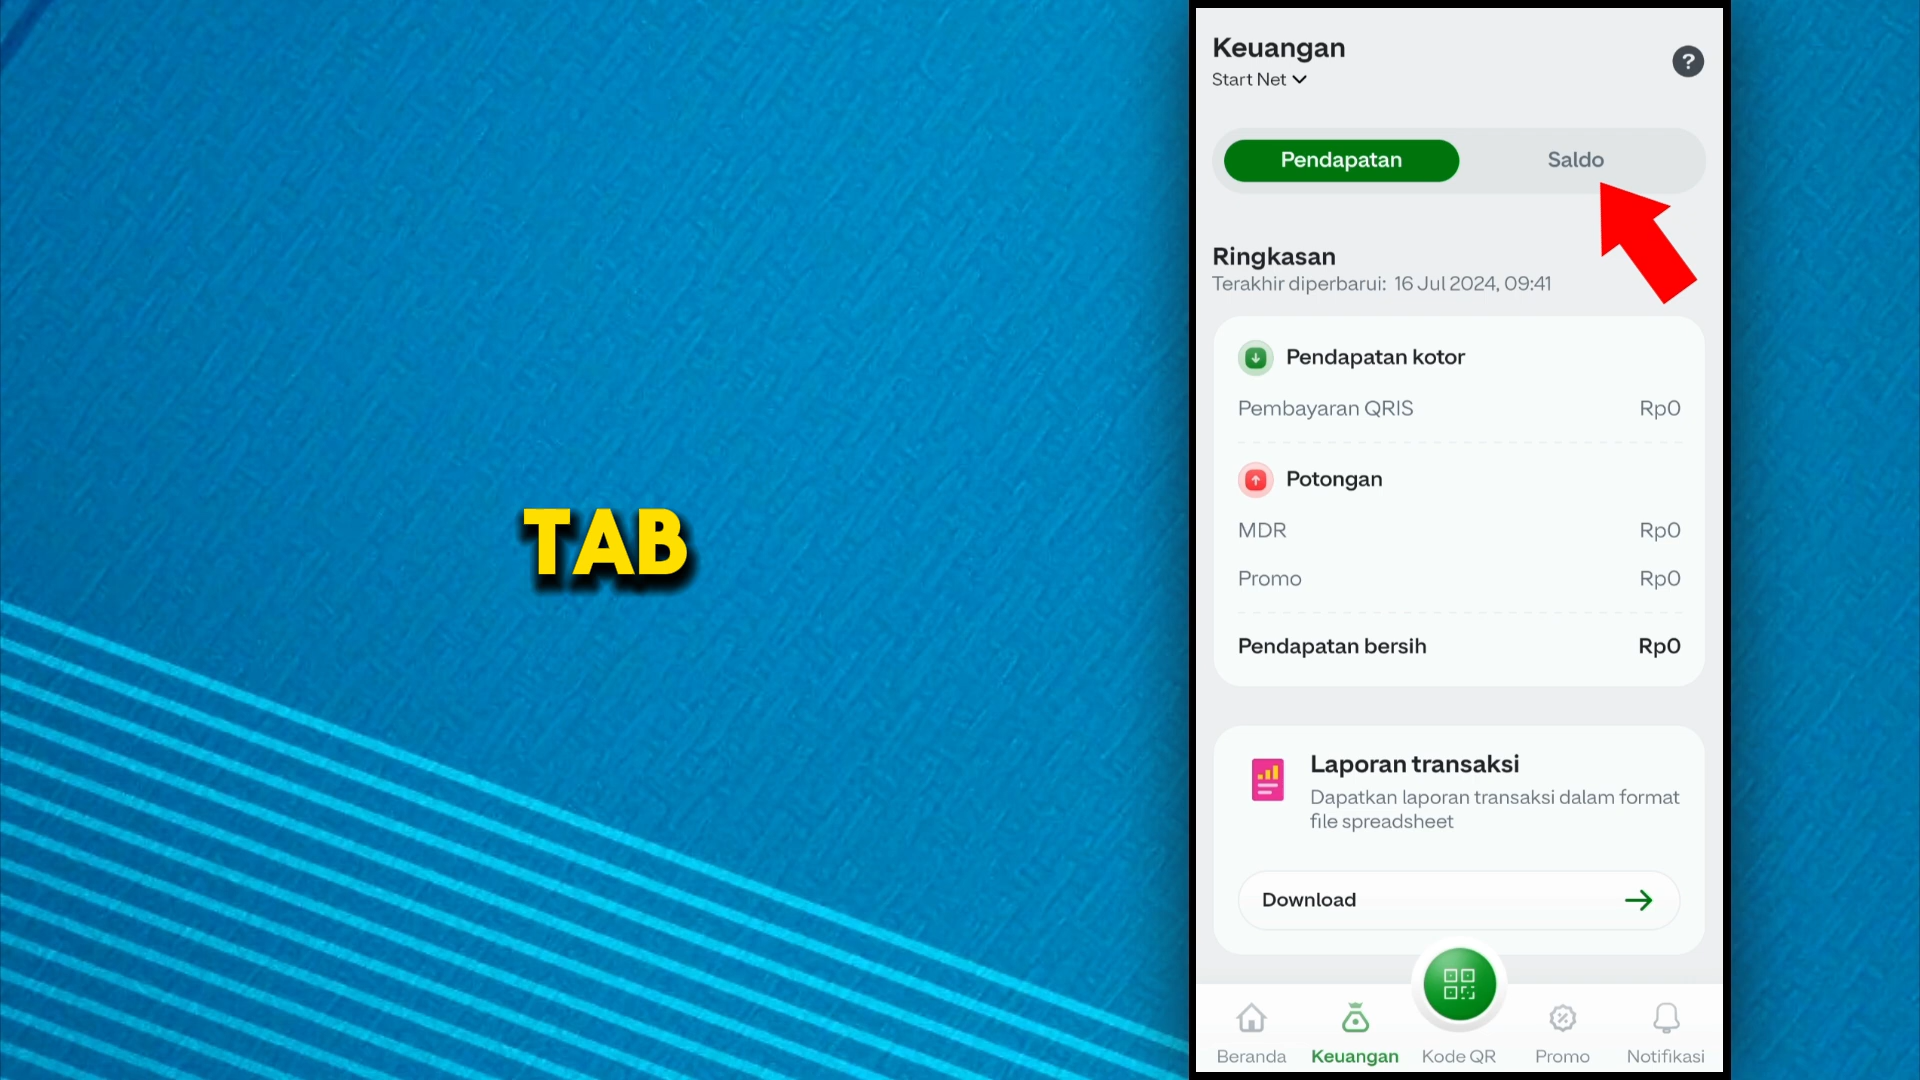 TAB
Keuangan
Start Net
?
Pendapatan
Saldo
Ringkasan
Terakhir diperbarui: 16 Jul 2024, 09:41
Pendapatan kotor
Pembayaran QRIS Rp0
Potongan
MDR Rp0
Promo Rp0
Pendapatan bersih Rp0
Laporan transaksi
Dapatkan laporan transaksi dalam format
file spreadsheet
Download
Beranda
Keuangan
Kode QR
Promo
Notifikasi